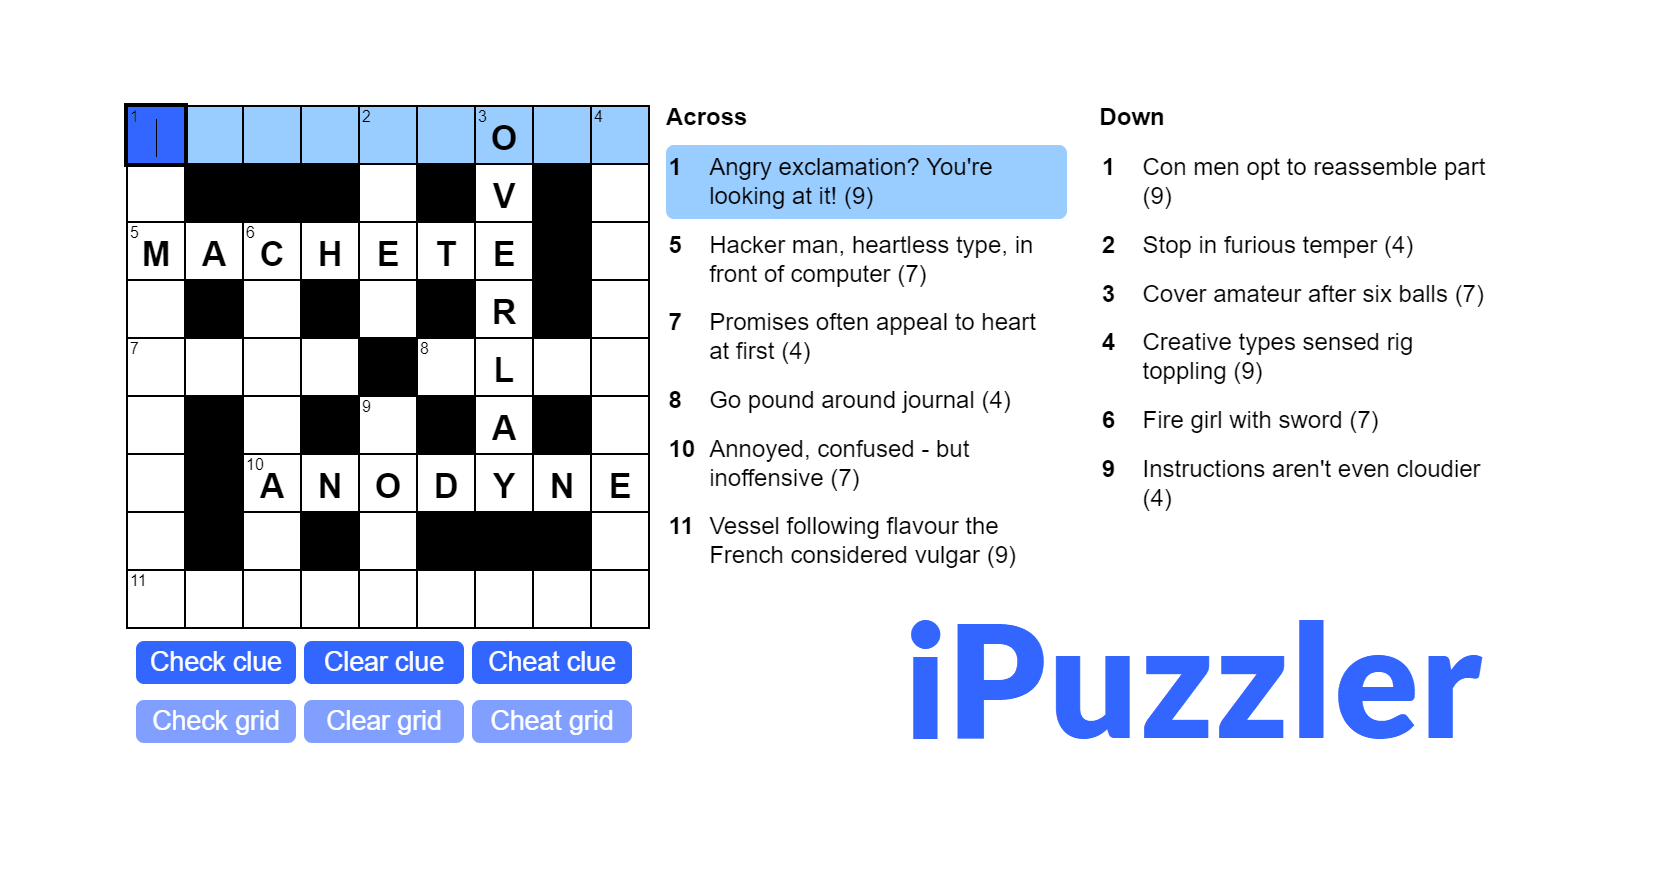 1 2 3 O 4
V
5 M A 6 C H E T E
R
7 8 L
9 A
10 A N O D Y N E
11
Check clue Clear clue Cheat clue
Check grid Clear grid Cheat grid
Across
1 Angry exclamation? You're
looking at it! (9)
5 Hacker man, heartless type, in
front of computer (7)
7 Promises often appeal to heart
at first (4)
8 Go pound around journal (4)
10 Annoyed, confused - but
inoffensive (7)
11 Vessel following flavour the
French considered vulgar (9)
Down
1 Con men opt to reassemble part
(9)
2 Stop in furious temper (4)
3 Cover amateur after six balls (7)
4 Creative types sensed rig
toppling (9)
6 Fire girl with sword (7)
9 Instructions aren't even cloudier
(4)
iPuzzler